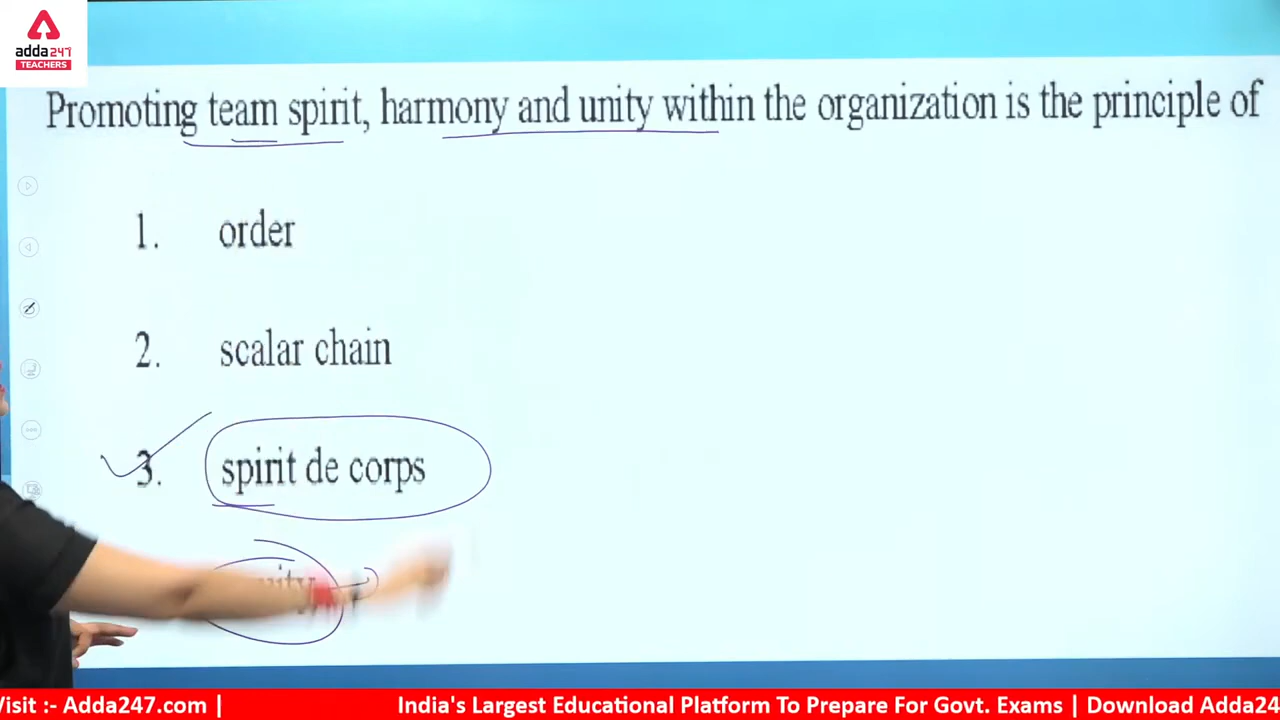 adda247
TEACHERS
Promoting team spirit, harmony and unity within the organization is the principle of
1. order
2. scalar chain
3. spirit de corps
Visit :- Adda247.com | India's Largest Educational Platform To Prepare For Govt. Exams | Download Adda24